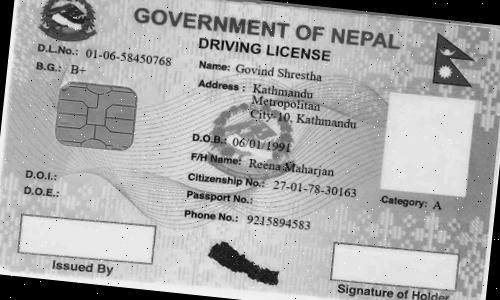 GOVERNMENT OF NEPAL
DRIVING LICENSE
D.L.No.: 01-06-58450768
B.G.: B+
Name: Govind Shrestha
Address : Kathmandu
Metropolitan
City-10, Kathmandu
D.O.B.: 06/01/1991
F/H Name: Reena Maharjan
Citizenship No.: 27-01-78-30163
Passport No.:
Phone No.: 9215894583
D.O.I.:
D.O.E.:
Category: A
Issued By
Signature of Holder